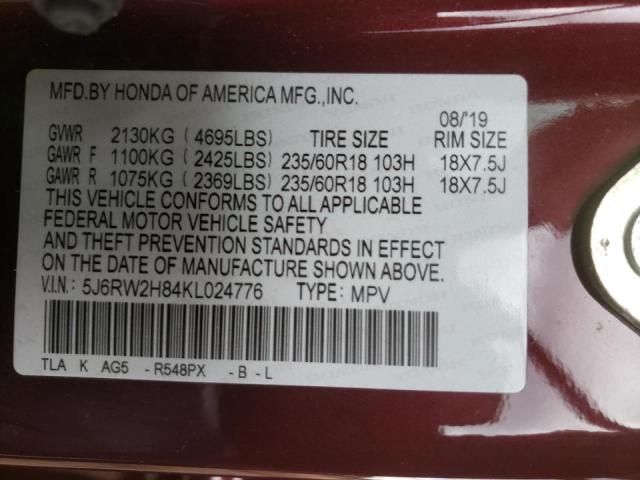 MFD.BY HONDA OF AMERICA MFG.,INC.
08/'19
GVWR 2130KG (4695LBS) TIRE SIZE RIM SIZE
GAWR F 1100KG (2425LBS) 235/60R18 103H 18X7.5J
GAWR R 1075KG (2369LBS) 235/60R18 103H 18X7.5J
THIS VEHICLE CONFORMS TO ALL APPLICABLE
FEDERAL MOTOR VEHICLE SAFETY
AND THEFT PREVENTION STANDARDS IN EFFECT
ON THE DATE OF MANUFACTURE SHOWN ABOVE.
V.I.N.: 5J6RW2H84KL024776 TYPE: MPV
TLA K AG5 -R548PX -B -L